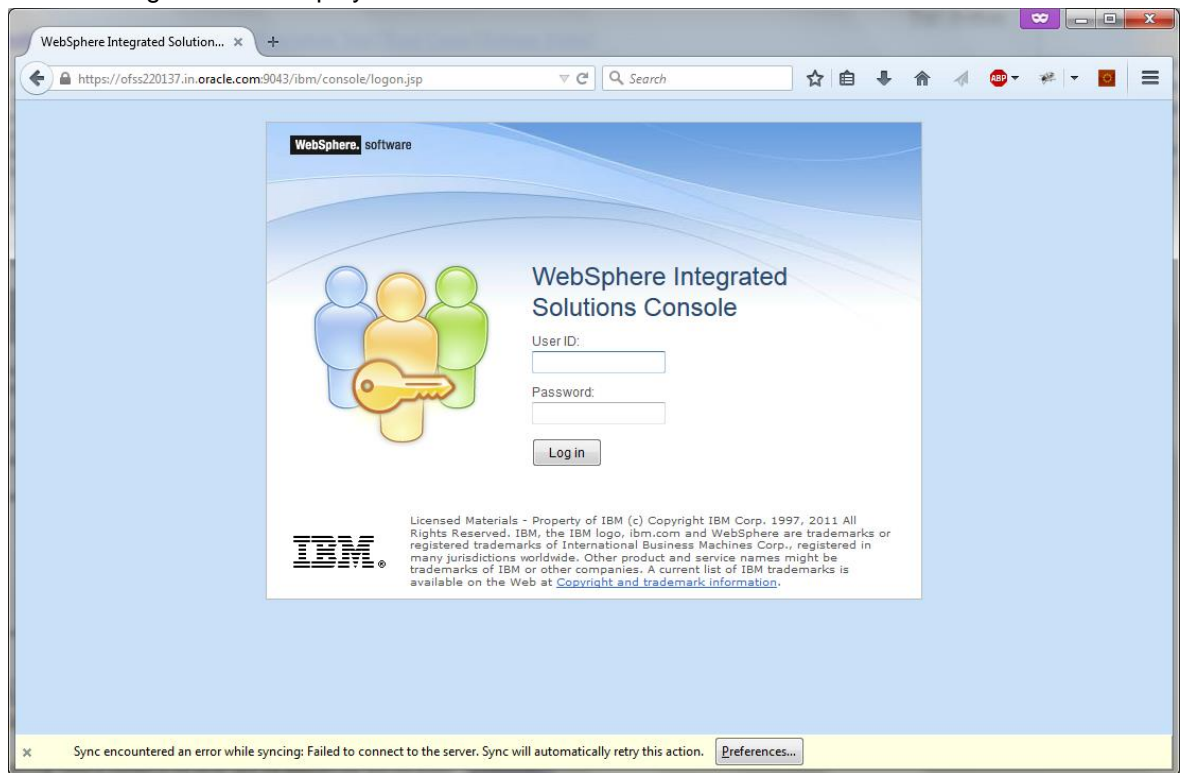 WebSphere Integrated Solution... ×
+
https://ofss220137.in.oracle.com:9043/ibm/console/logon.jsp
Search
ABP
WebSphere. software
WebSphere Integrated
Solutions Console
User ID:
Password:
Log in
IBM®
Licensed Materials - Property of IBM (c) Copyright IBM Corp. 1997, 2011 All
Rights Reserved. IBM, the IBM logo, ibm.com and WebSphere are trademarks or
registered trademarks of International Business Machines Corp., registered in
many jurisdictions worldwide. Other product and service names might be
trademarks of IBM or other companies. A current list of IBM trademarks is
available on the Web at Copyright and trademark information.
× Sync encountered an error while syncing: Failed to connect to the server. Sync will automatically retry this action. Preferences...